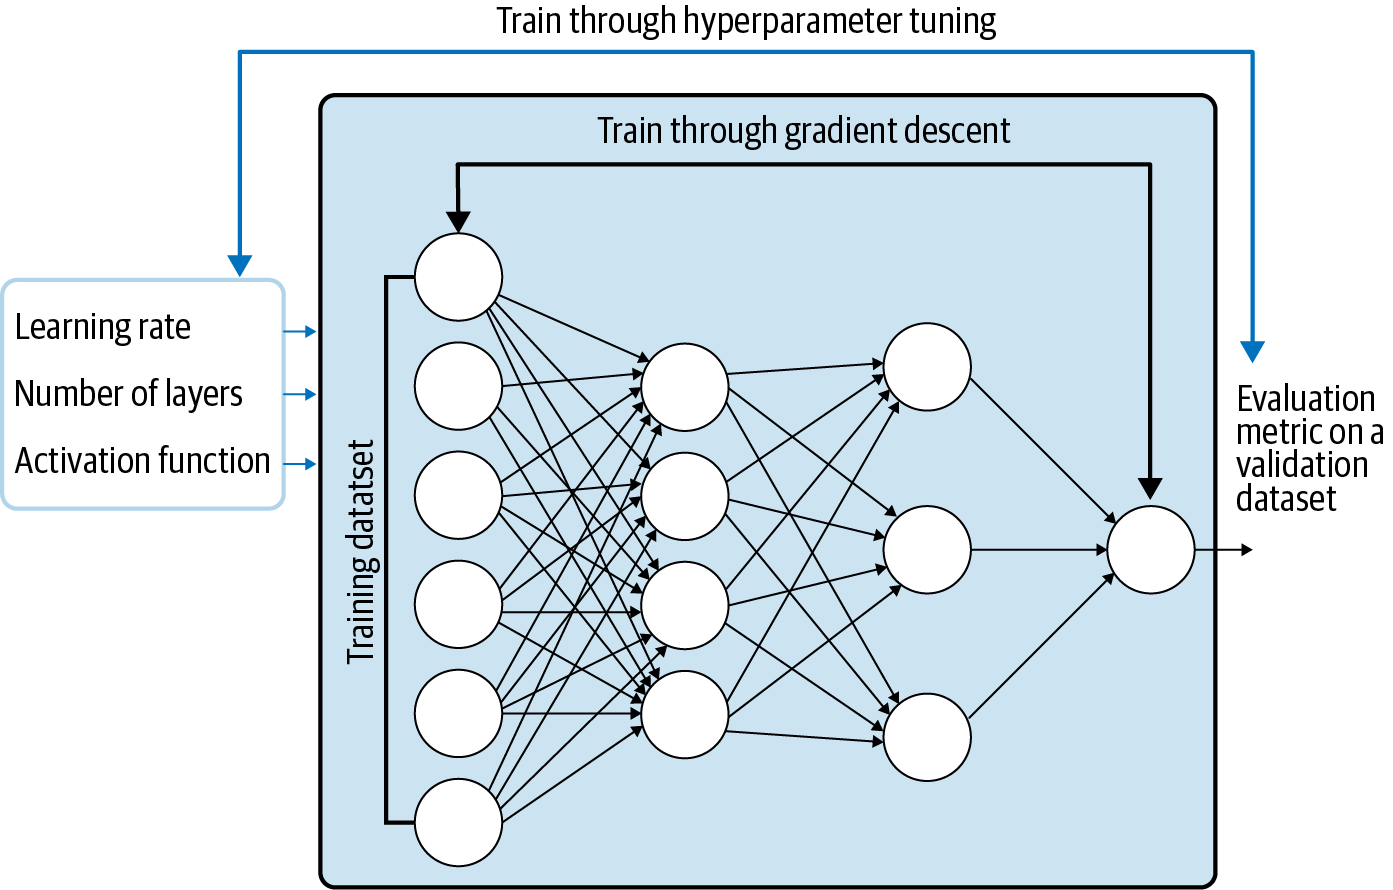 Train through hyperparameter tuning
Train through gradient descent
Learning rate
Number of layers
Activation function
Training datatset
Evaluation
metric on a
validation
dataset